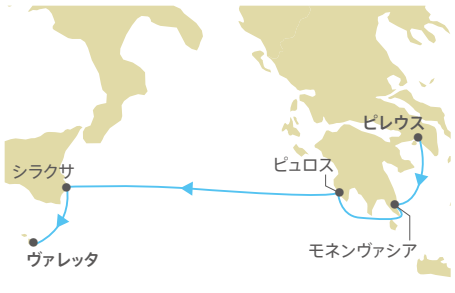 ピレウス
ピュロス
シラクサ
モネンヴァシア
ヴァレッタ